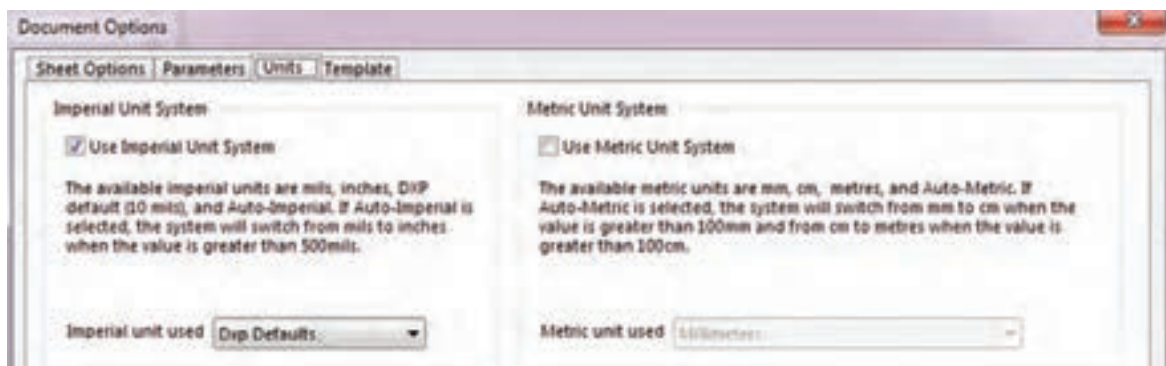 Document Options
Sheet Options Parameters Units Template
Imperial Unit System
Use Imperial Unit System
The available imperial units are mils, inches, DXP
default (10 mils), and Auto-Imperial. If Auto-Imperial is
selected, the system will switch from mils to inches
when the value is greater than 500mils.
Imperial unit used Dxp Defaults
Metric Unit System
Use Metric Unit System
The available metric units are mm, cm, metres, and Auto-Metric. If
Auto-Metric is selected, the system will switch from mm to cm when the
value is greater than 100mm and from cm to metres when the value is
greater than 100cm.
Metric unit used Millimeters